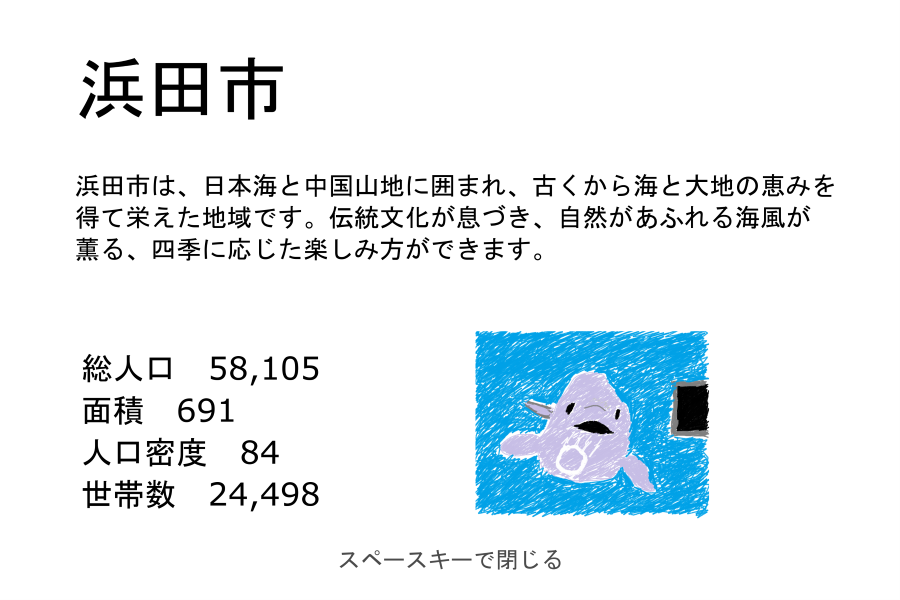 浜田市
浜田市は、日本海と中国山地に囲まれ、古くから海と大地の恵みを
得て栄えた地域です。伝統文化が息づき、自然があふれる海風が
薫る、四季に応じた楽しみ方ができます。
総人口　58,105
面積　691
人口密度　84
世帯数　24,498
スペースキーで閉じる